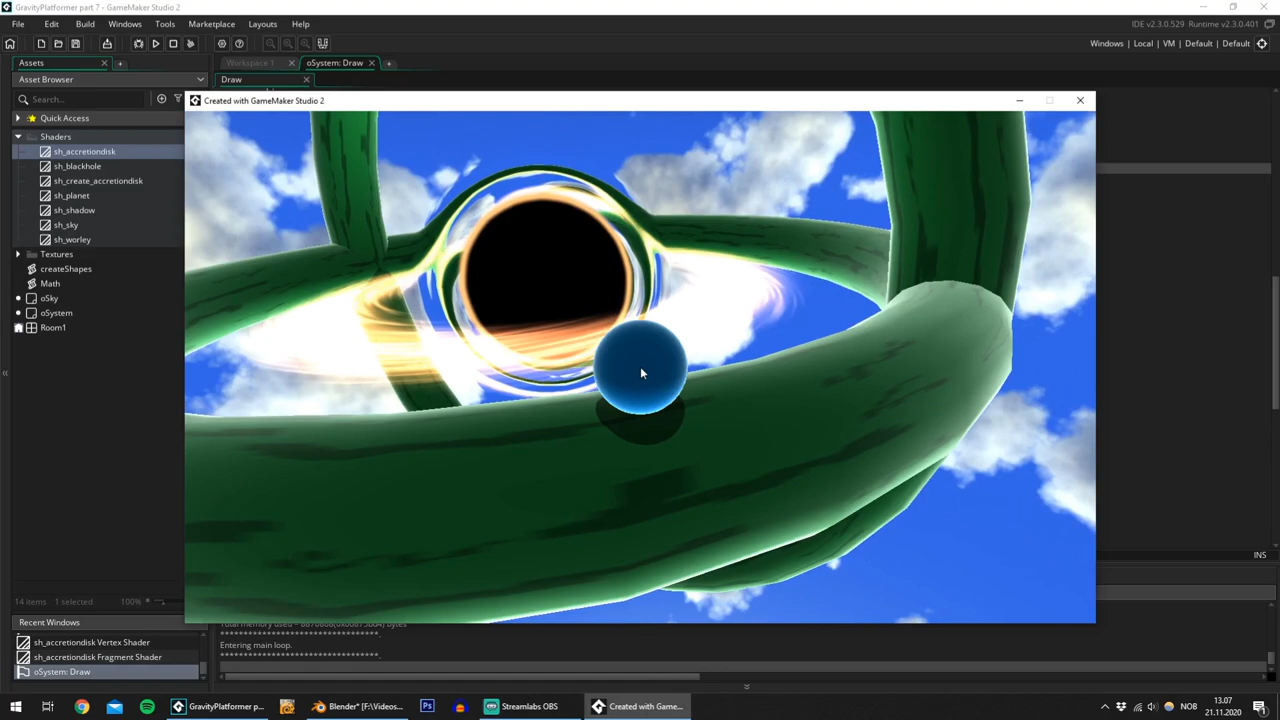 GravityPlatformer part 7 - GameMaker Studio 2
File Edit Build Windows Tools Marketplace Layouts Help
IDE v2.3.0.529 Runtime v2.3.0.401
Windows | Local | VM | Default | Default
Assets
Workspace 1
oSystem: Draw
Asset Browser
Draw
Search...
Created with GameMaker Studio 2
Quick Access
Shaders
sh_accretiondisk
sh_blackhole
sh_create_accretiondisk
sh_planet
sh_shadow
sh_sky
sh_worley
Textures
createShapes
Math
oSky
oSystem
Room1
INS
14 items 1 selected 100%
Recent Windows
sh_accretiondisk Vertex Shader
sh_accretiondisk Fragment Shader
oSystem: Draw
**********************************.
Entering main loop.
**********************************.
GravityPlatformer p...
Blender* [F:\Videos...
Streamlabs OBS
Created with Game...
NOB
13.07
21.11.2020